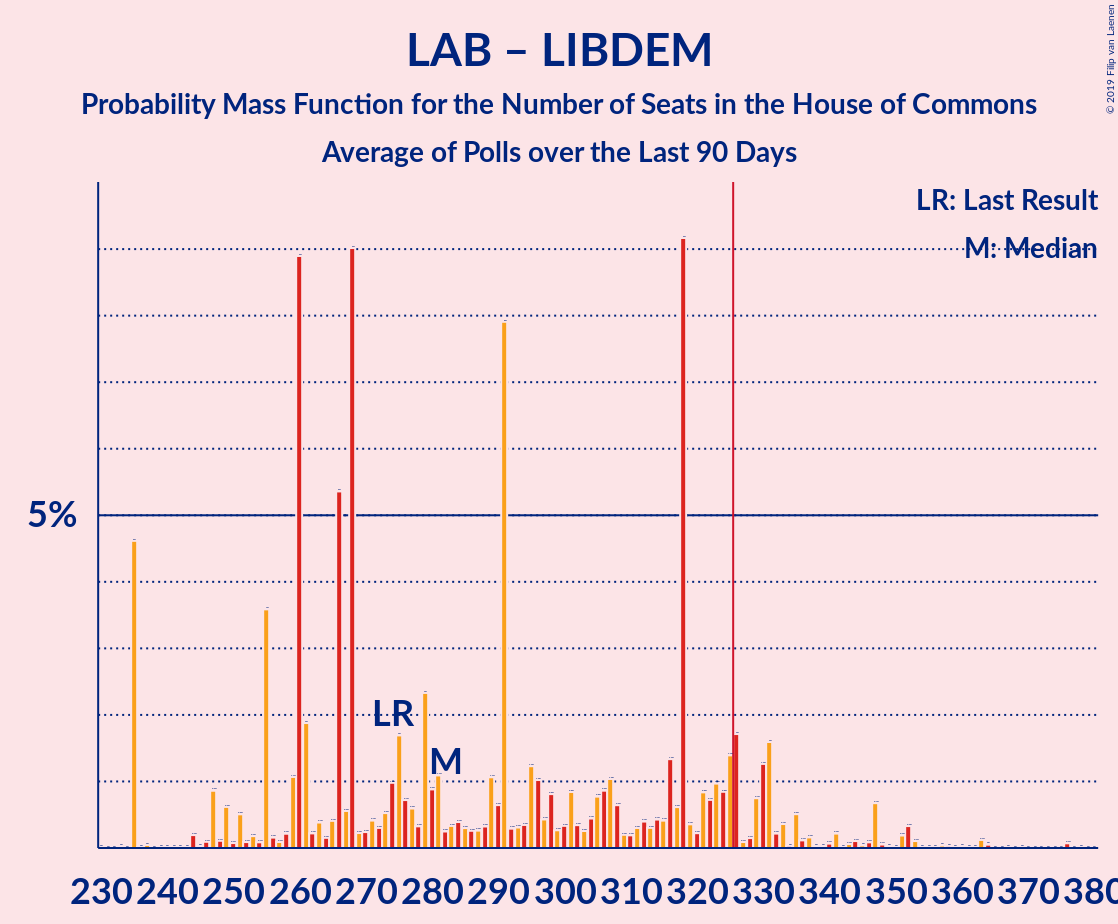 LAB – LIBDEM
Probability Mass Function for the Number of Seats in the House of Commons
Average of Polls over the Last 90 Days
© 2019 Filip van Laenen
LR: Last Result
M: Median
5%
LR
M
230 240 250 260 270 280 290 300 310 320 330 340 350 360 370 380